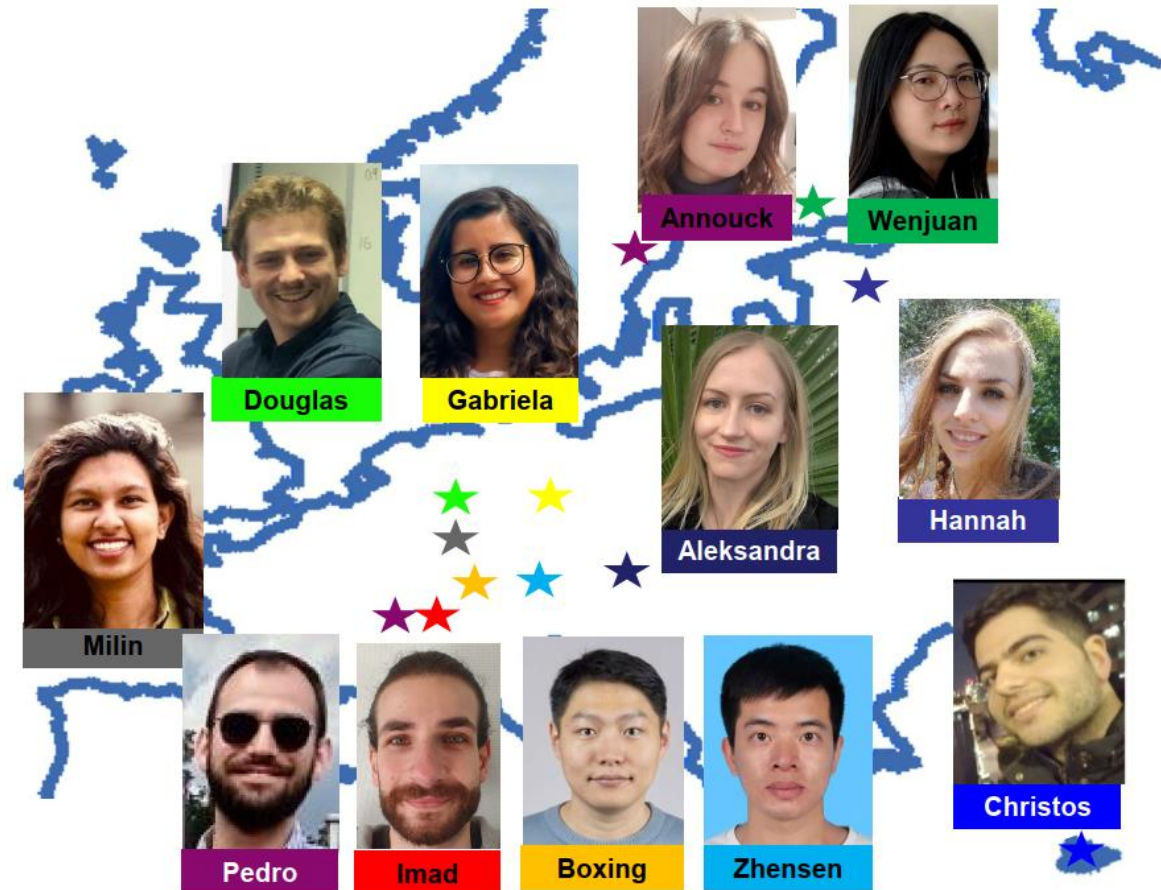 Annouck
Wenjuan
Douglas
Gabriela
Hannah
Aleksandra
Milin
Christos
Pedro
Imad
Boxing
Zhensen